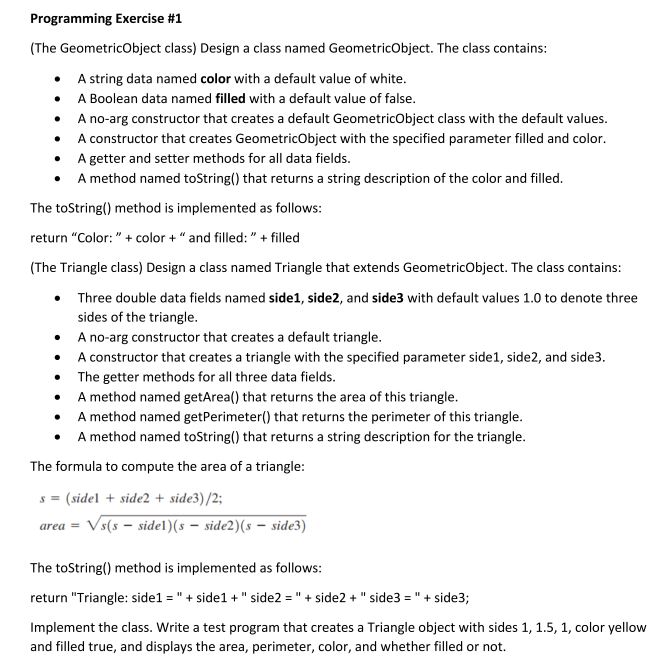 Programming Exercise #1
(The GeometricObject class) Design a class named GeometricObject. The class contains:
• A string data named color with a default value of white.
• A Boolean data named filled with a default value of false.
• A no-arg constructor that creates a default GeometricObject class with the default values.
• A constructor that creates GeometricObject with the specified parameter filled and color.
• A getter and setter methods for all data fields.
• A method named toString() that returns a string description of the color and filled.
The toString() method is implemented as follows:
return “Color: ” + color + “ and filled: ” + filled
(The Triangle class) Design a class named Triangle that extends GeometricObject. The class contains:
• Three double data fields named side1, side2, and side3 with default values 1.0 to denote three
sides of the triangle.
• A no-arg constructor that creates a default triangle.
• A constructor that creates a triangle with the specified parameter side1, side2, and side3.
• The getter methods for all three data fields.
• A method named getArea() that returns the area of this triangle.
• A method named getPerimeter() that returns the perimeter of this triangle.
• A method named toString() that returns a string description for the triangle.
The formula to compute the area of a triangle:
s = (side1 + side2 + side3)/2;
area = √s(s − side1)(s − side2)(s − side3)
The toString() method is implemented as follows:
return "Triangle: side1 = " + side1 + " side2 = " + side2 + " side3 = " + side3;
Implement the class. Write a test program that creates a Triangle object with sides 1, 1.5, 1, color yellow
and filled true, and displays the area, perimeter, color, and whether filled or not.